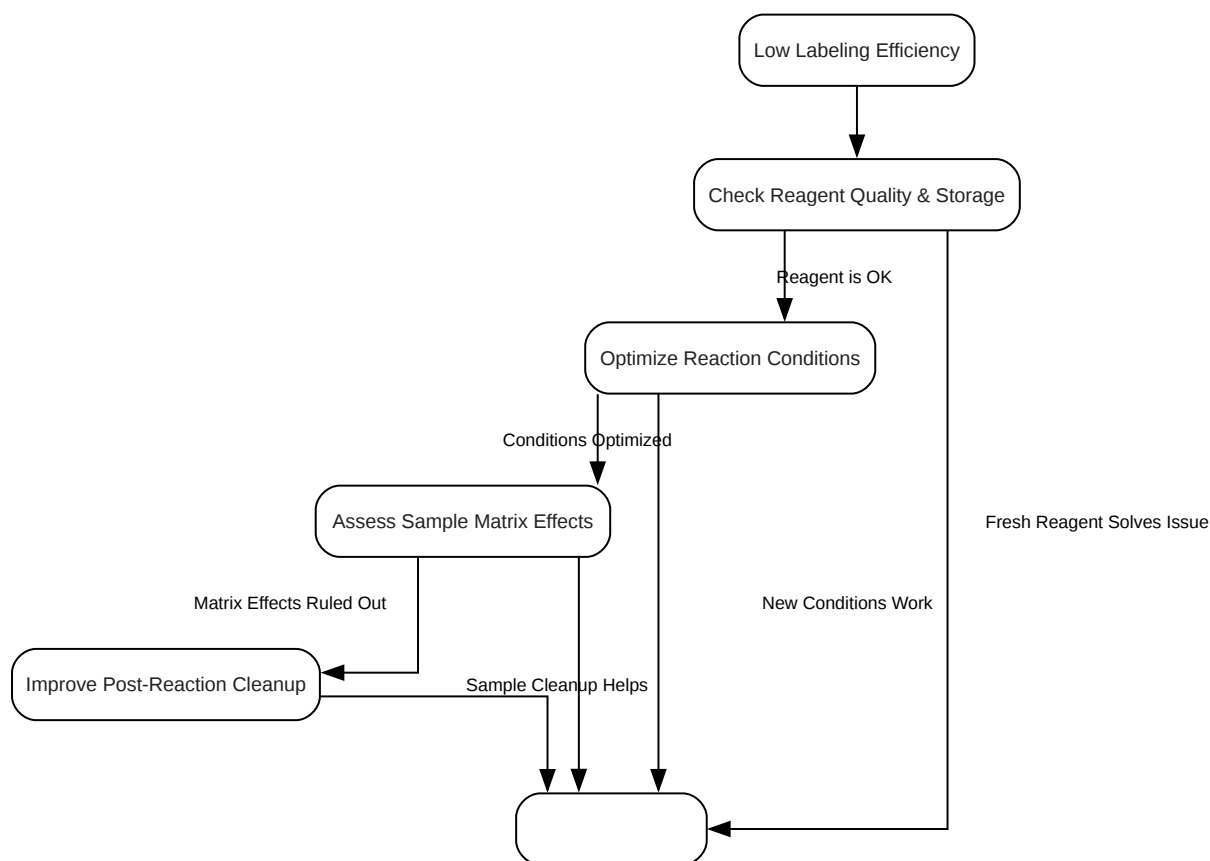 Low Labeling Efficiency
Check Reagent Quality & Storage
Reagent is OK
Optimize Reaction Conditions
Conditions Optimized
Assess Sample Matrix Effects
Fresh Reagent Solves Issue
Matrix Effects Ruled Out
New Conditions Work
Improve Post-Reaction Cleanup
Sample Cleanup Helps